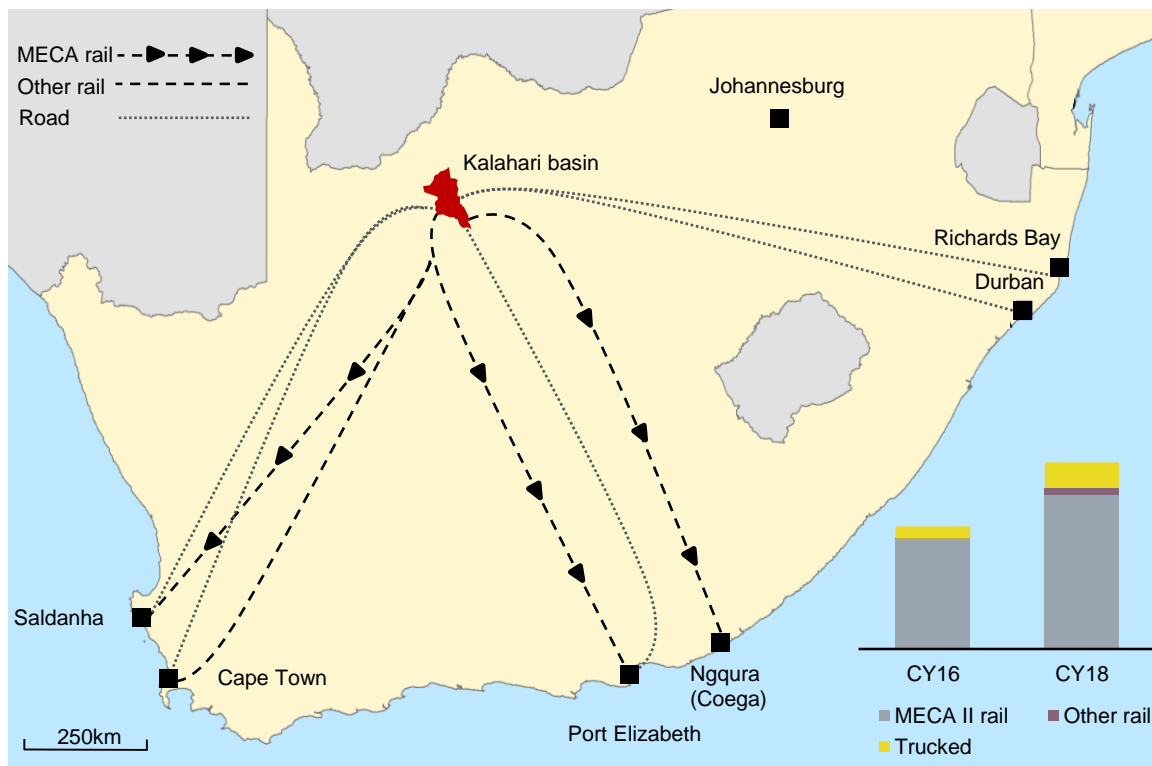 MECA rail
Other rail
Road
Johannesburg
Kalahari basin
Richards Bay
Durban
Saldanha
Cape Town
Ngqura
(Coega)
Port Elizabeth
250km
CY16
CY18
MECA II rail
Other rail
Trucked